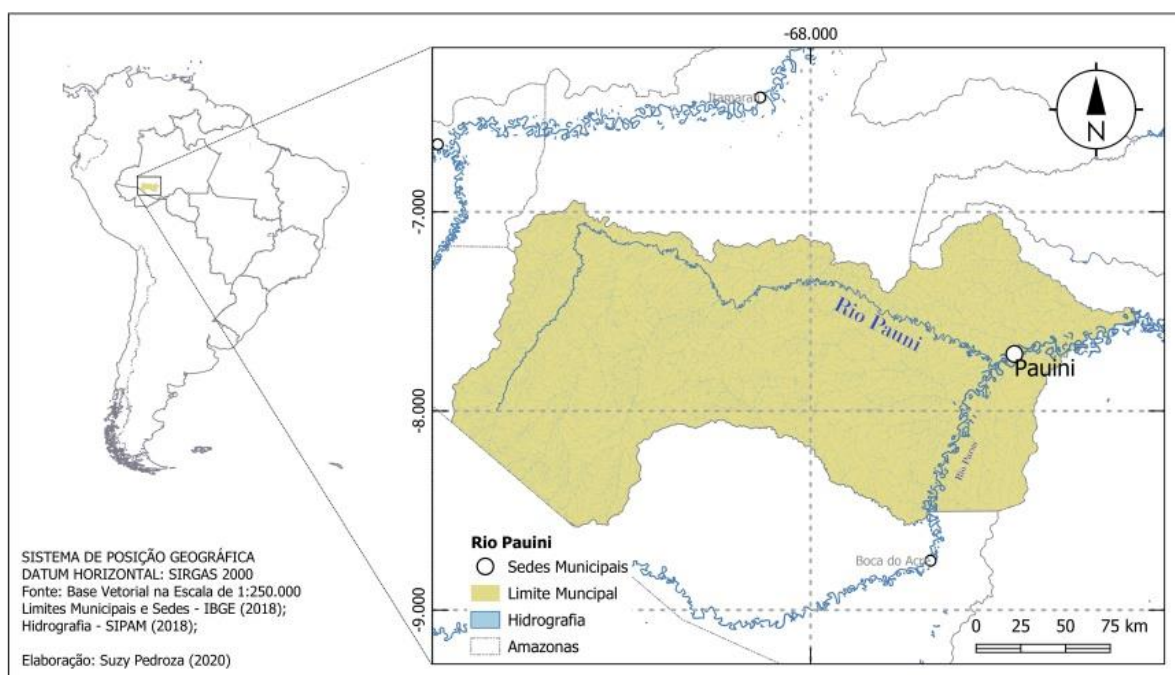 -68.000
Itamarati
N
-7.000
Rio Pauni
Pauini
-8.000
Rio Purus
Boca do Acre
-9.000
Rio Pauini
Sedes Municipais
Limite Muncipal
Hidrografia
Amazonas
0 25 50 75 km
SISTEMA DE POSIÇÃO GEOGRÁFICA
DATUM HORIZONTAL: SIRGAS 2000
Fonte: Base Vetorial na Escala de 1:250.000
Limites Municipais e Sedes - IBGE (2018);
Hidrografia - SIPAM (2018);
Elaboração: Suzy Pedroza (2020)